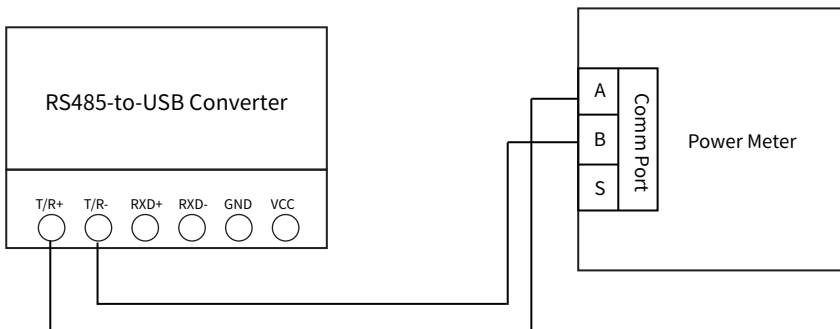 RS485-to-USB Converter
T/R+ T/R- RXD+ RXD- GND VCC
A
B
S
Comm Port
Power Meter